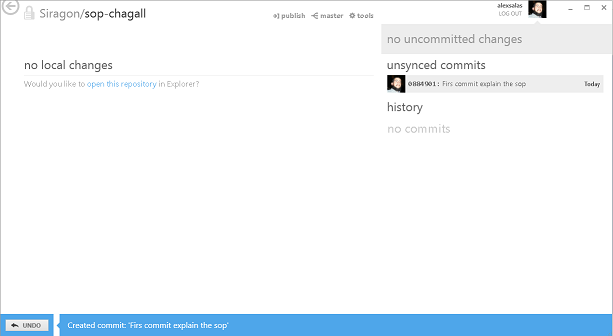 Siragon/sop-chagall
publish master tools
alexsalas
LOG OUT
no uncommitted changes
no local changes
Would you like to open this repository in Explorer?
unsynced commits
0884901: Firs commit explain the sop Today
history
no commits
UNDO Created commit: 'Firs commit explain the sop'